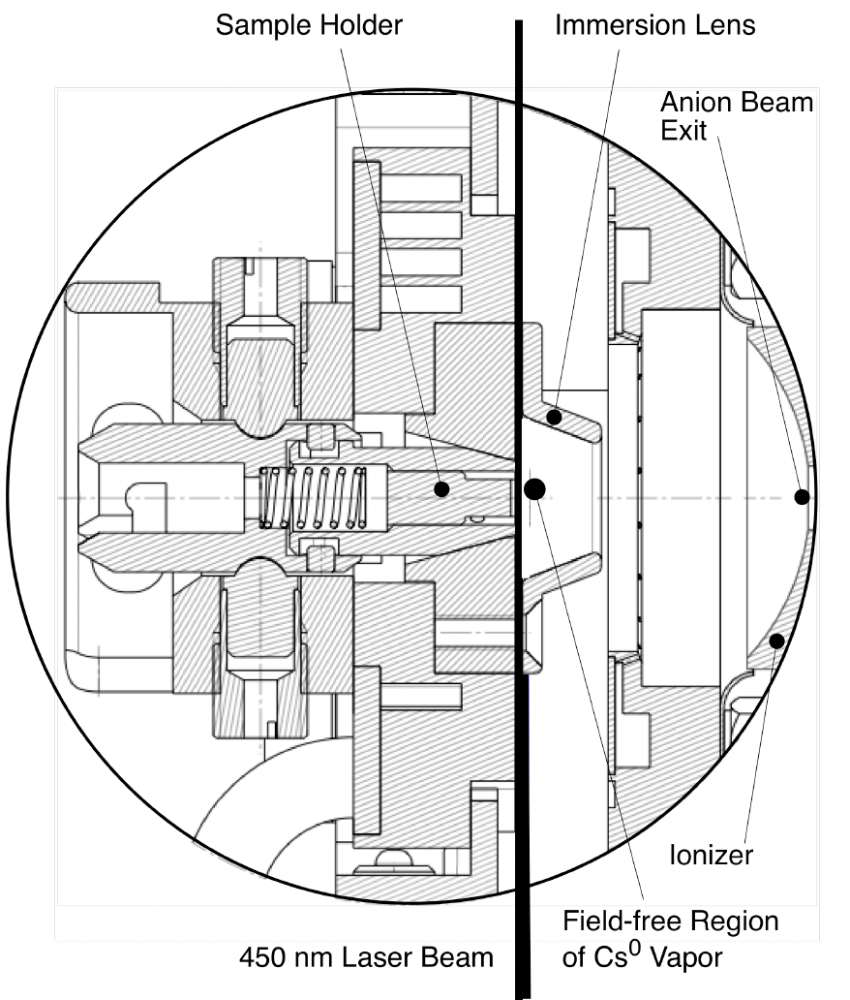 Sample Holder
Immersion Lens
Anion Beam
Exit
Ionizer
Field-free Region
of Cs⁰ Vapor
450 nm Laser Beam